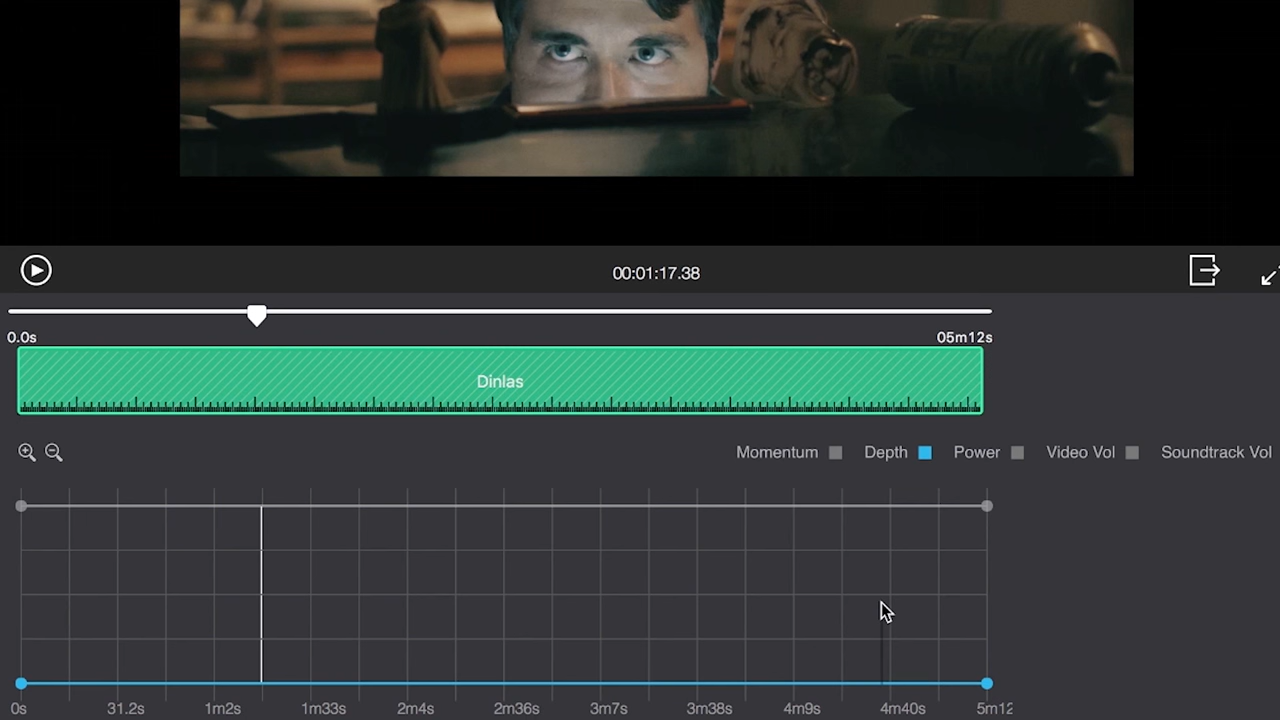 00:01:17.38
0.0s 05m12s
Dinlas
Momentum Depth Power Video Vol Soundtrack Vol
0s 31.2s 1m2s 1m33s 2m4s 2m36s 3m7s 3m38s 4m9s 4m40s 5m12